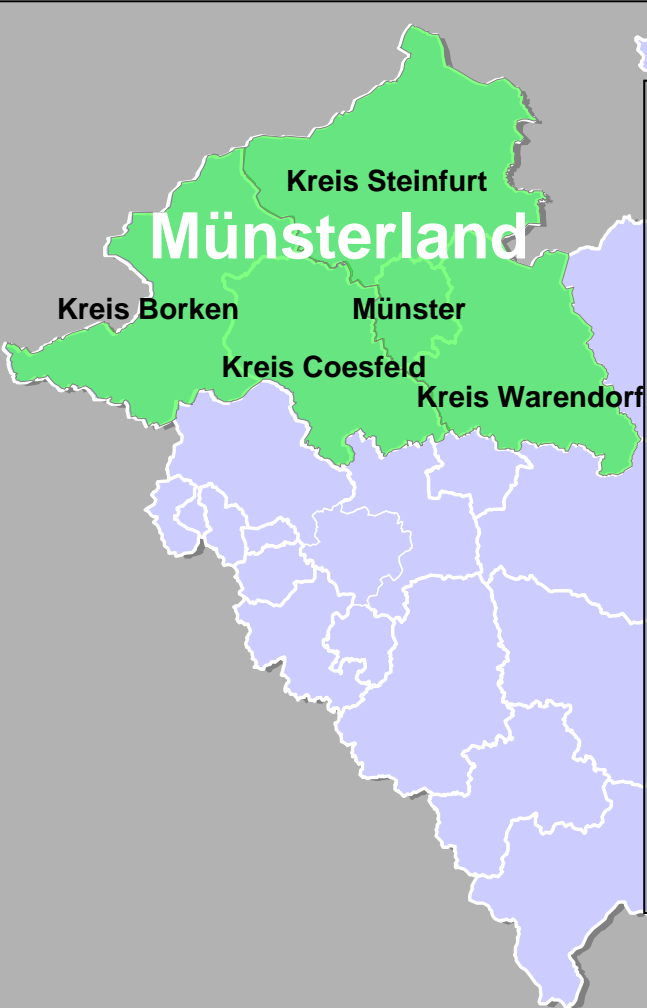 Kreis Steinfurt
Münsterland
Kreis Borken
Münster
Kreis Coesfeld
Kreis Warendorf